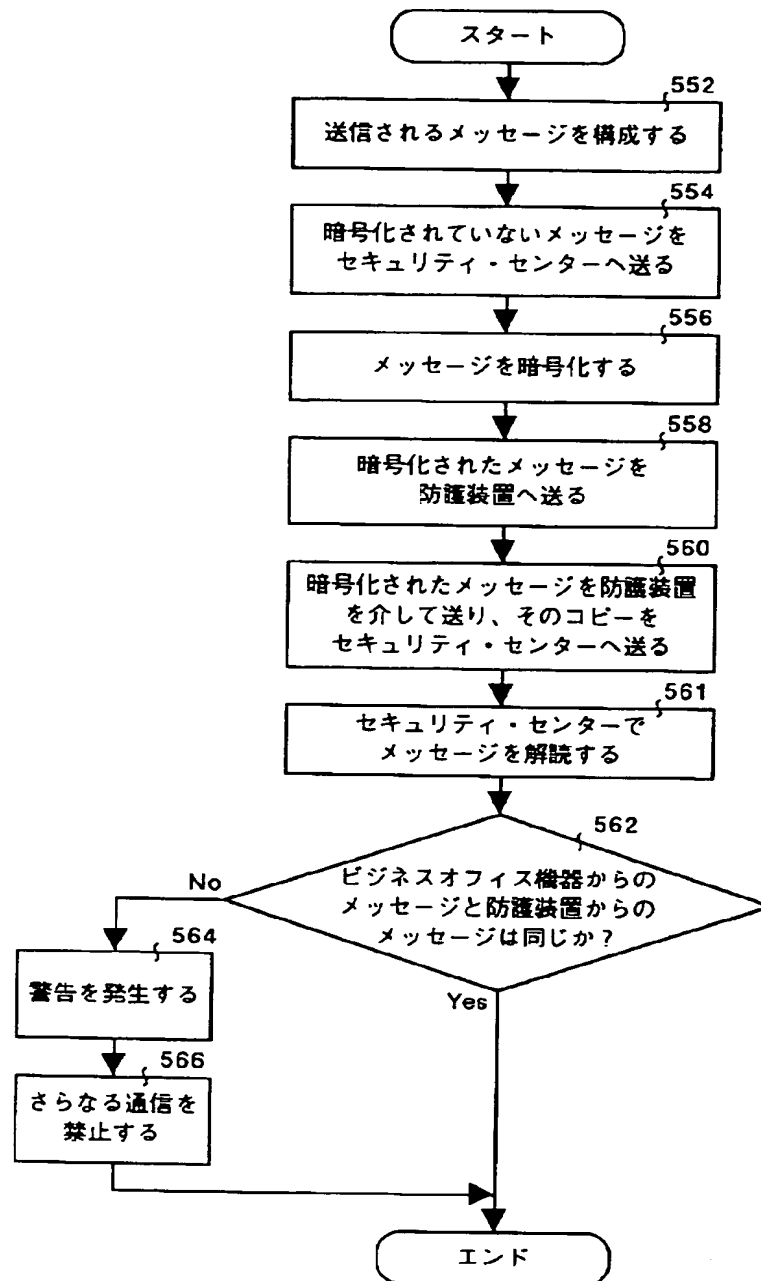 スタート
552
送信されるメッセージを構成する
554
暗号化されていないメッセージを
セキュリティ・センターへ送る
556
メッセージを暗号化する
558
暗号化されたメッセージを
防護装置へ送る
560
暗号化されたメッセージを防護装置
を介して送り、そのコピーを
セキュリティ・センターへ送る
561
セキュリティ・センターで
メッセージを解読する
562
ビジネスオフィス機器からの
メッセージと防護装置からの
メッセージは同じか？
No
564
警告を発生する
Yes
566
さらなる通信を
禁止する
エンド